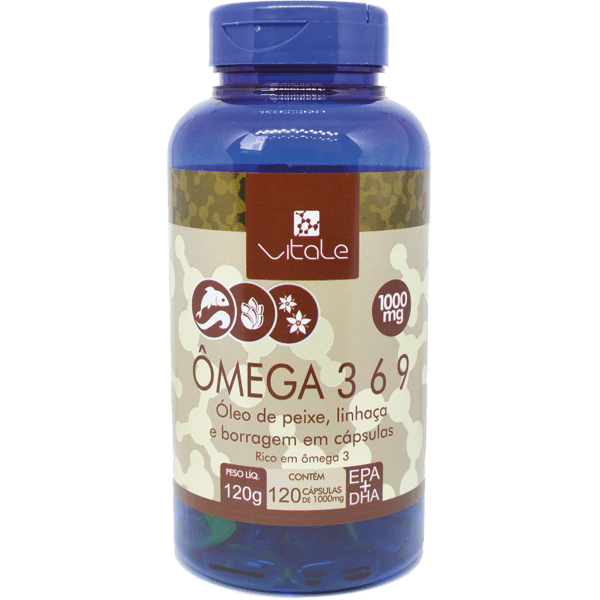 Vitale
1000
mg
ÔMEGA 3 6 9
Óleo de peixe, linhaça
e borragem em cápsulas
Rico em ômega 3
PESO LÍQ.
120g
CONTÉM
120 CÁPSULAS
DE 1000mg
EPA
+
DHA